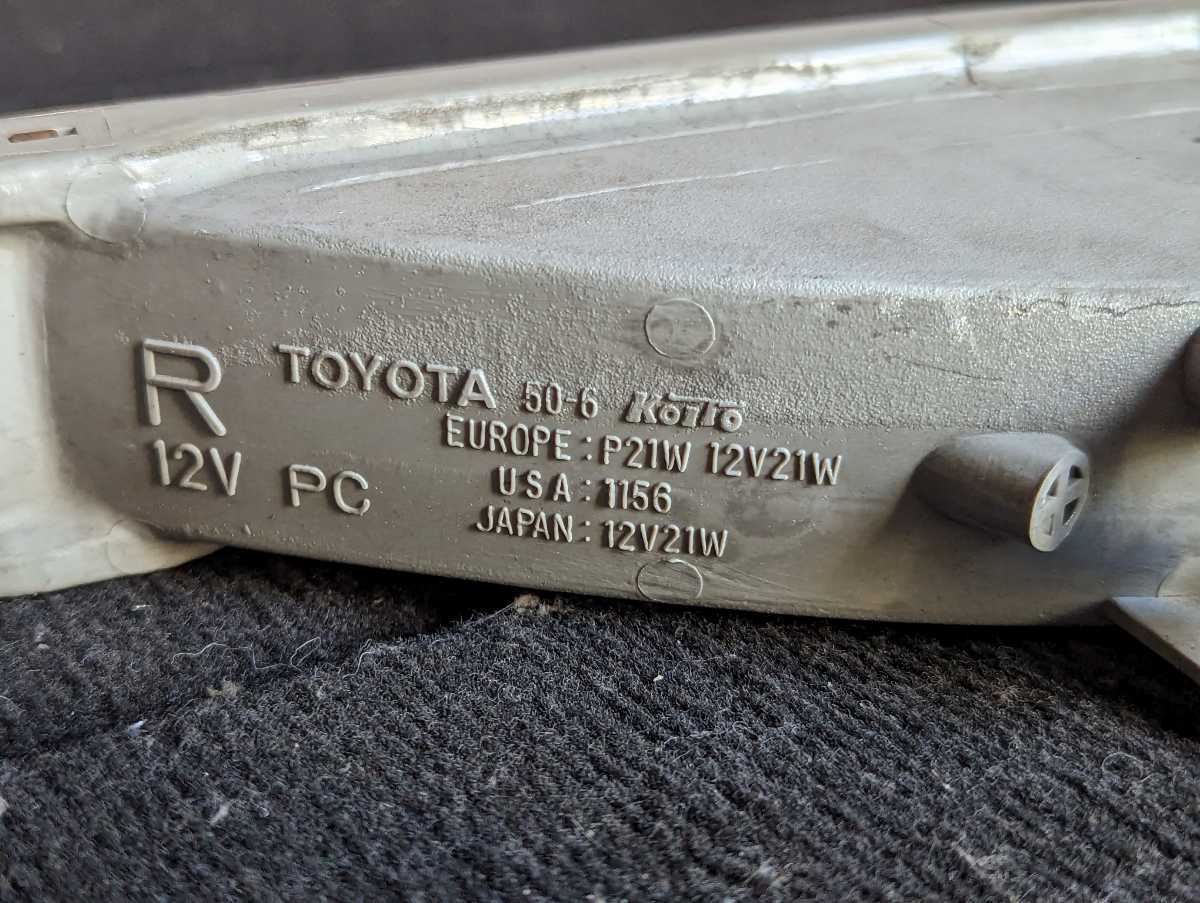 R TOYOTA 50-6 KOITO
EUROPE : P21W 12V21W
12V PC USA : 1156
JAPAN : 12V21W